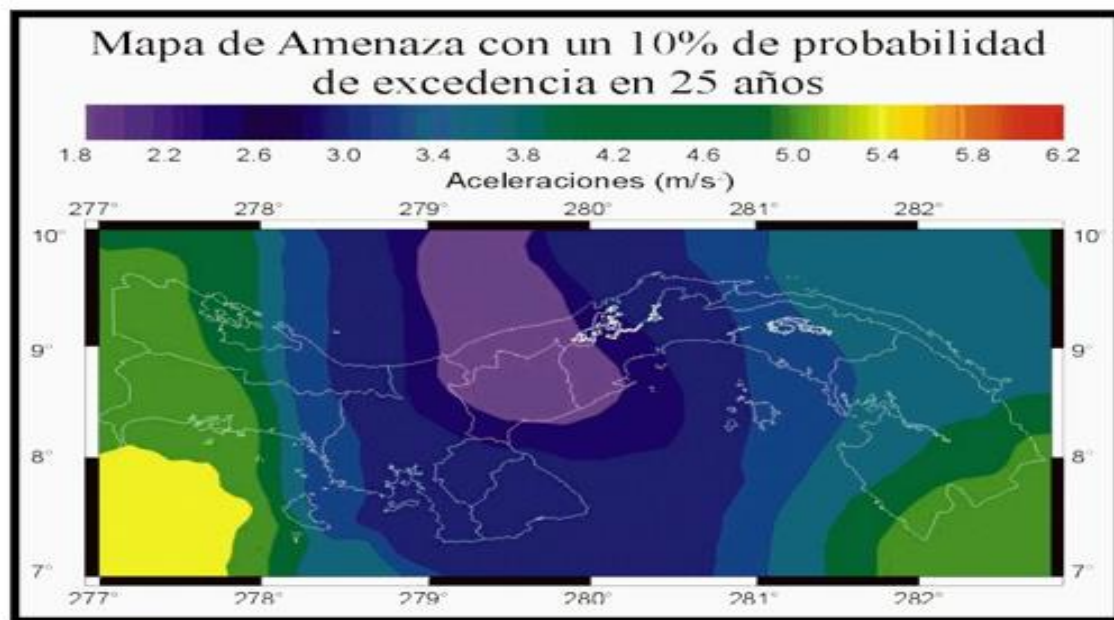 Mapa de Amenaza con un 10% de probabilidad
de excedencia en 25 años
1.8 2.2 2.6 3.0 3.4 3.8 4.2 4.6 5.0 5.4 5.8 6.2
Aceleraciones (m/s²)
277° 278° 279° 280° 281° 282°
10° 10°
9° 9°
8° 8°
7° 7°
277° 278° 279° 280° 281° 282°